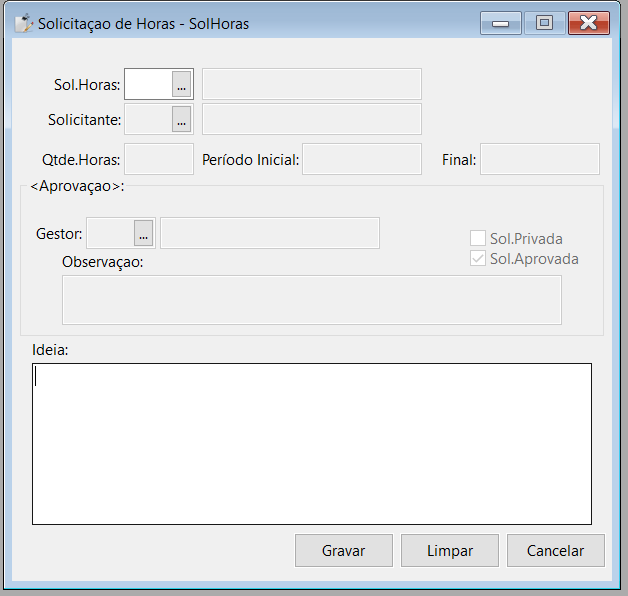 Solicitaçao de Horas - SolHoras
Sol.Horas: ...
Solicitante: ...
Qtde.Horas: Período Inicial: Final:
<Aprovaçao>:
Gestor: ...
Sol.Privada
Sol.Aprovada
Observaçao:
Ideia:
Gravar Limpar Cancelar